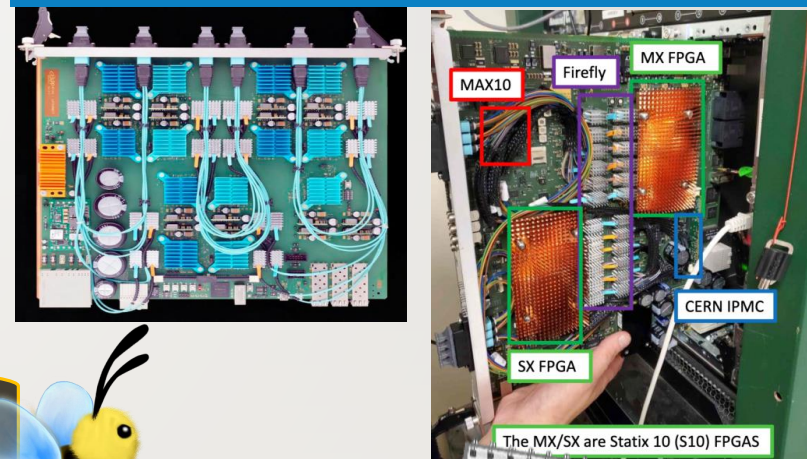 MX FPGA
Firefly
MAX10
CERN IPMC
SX FPGA
The MX/SX are Statix 10 (S10) FPGAS